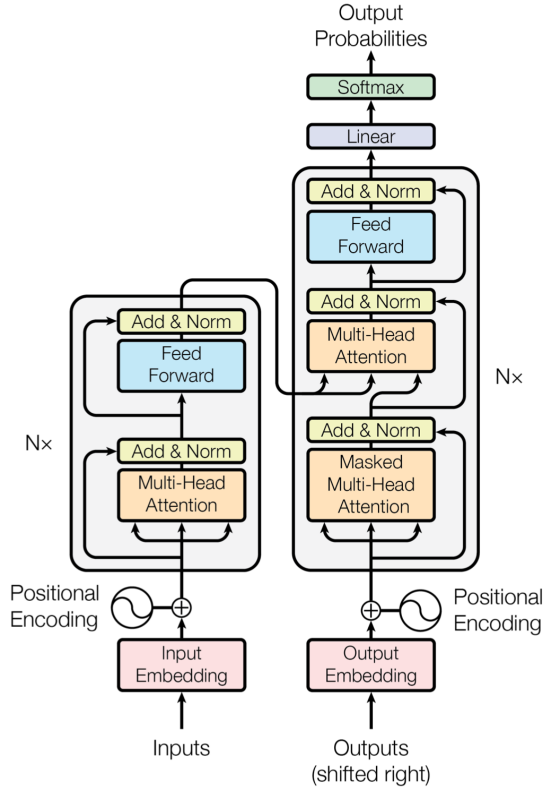 Output
Probabilities
Softmax
Linear
Add & Norm
Feed
Forward
Add & Norm
Multi-Head
Attention
Add & Norm
Masked
Multi-Head
Attention
N×
Add & Norm
Feed
Forward
Add & Norm
Multi-Head
Attention
N×
Positional
Encoding
Input
Embedding
Inputs
Positional
Encoding
Output
Embedding
Outputs
(shifted right)